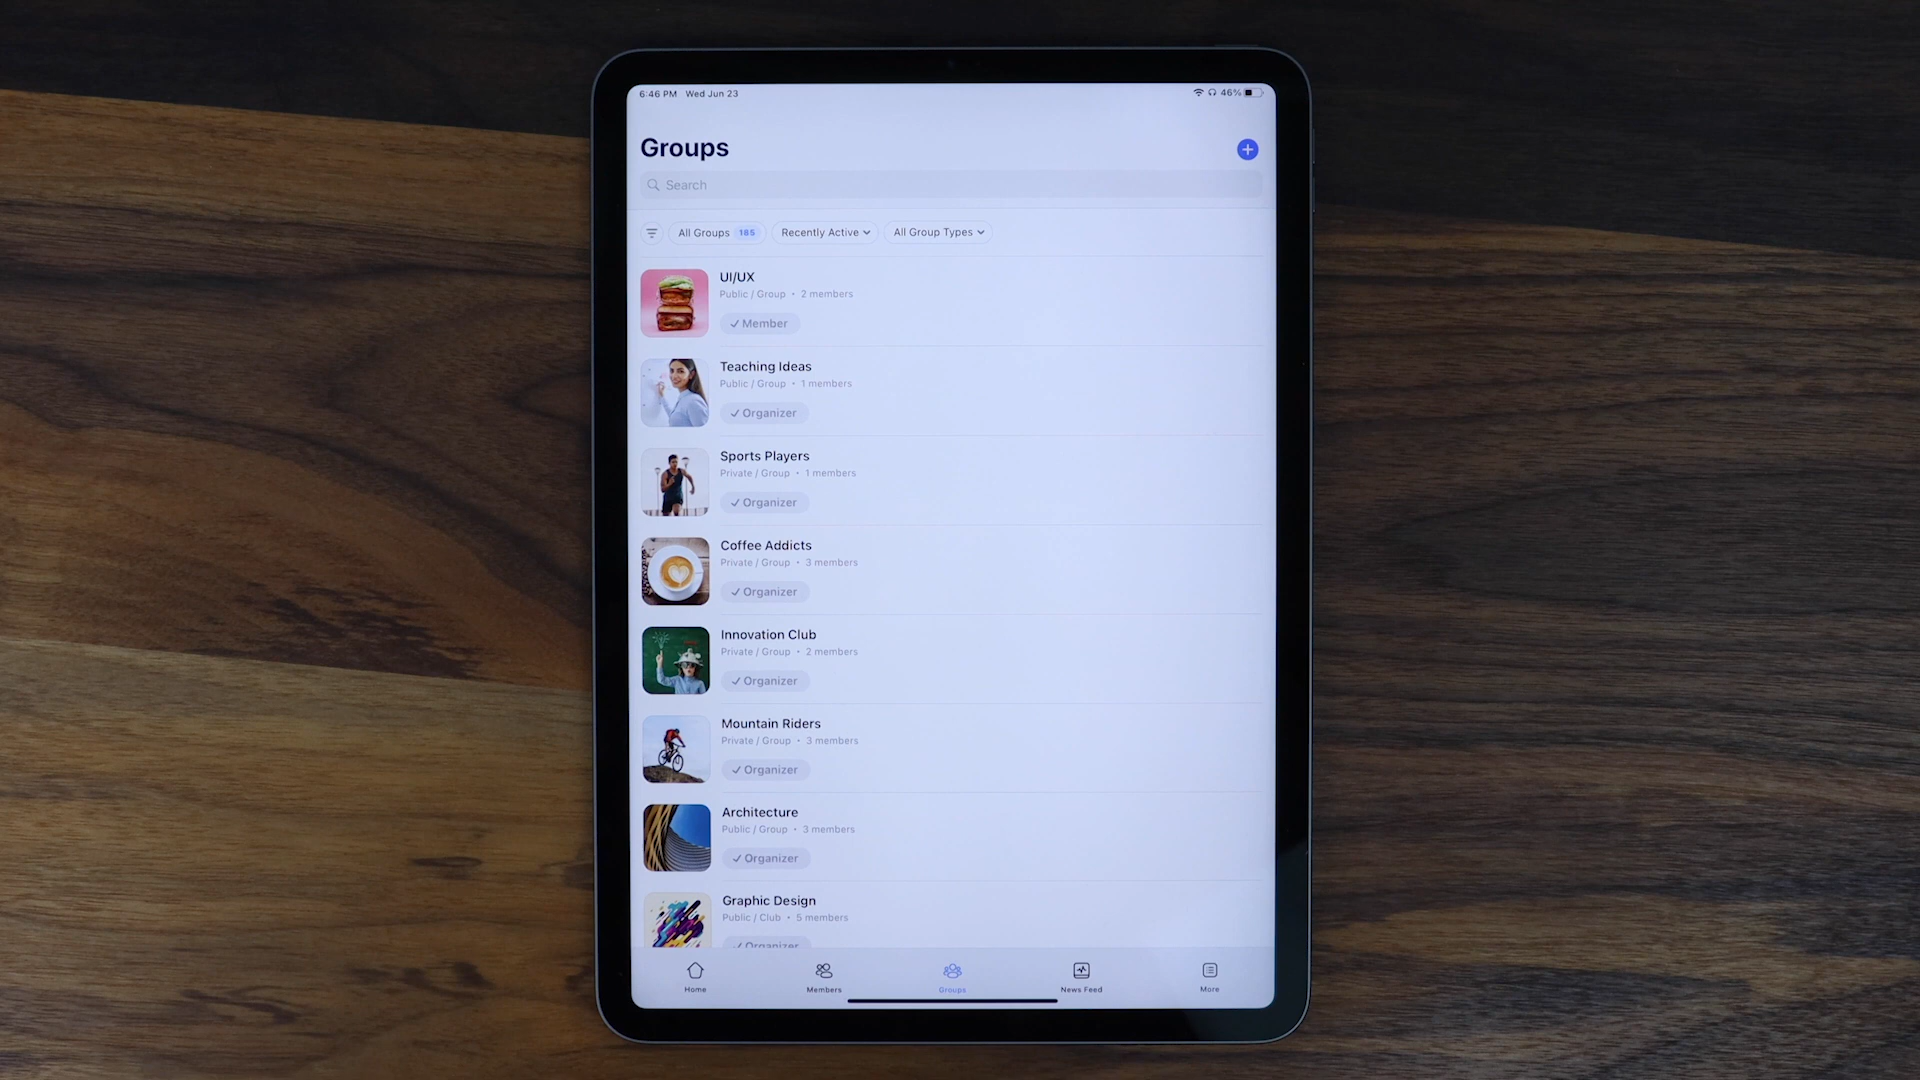 6:46 PM Wed Jun 23 46%
Groups
Search
All Groups 185 Recently Active All Group Types
UI/UX
Public / Group • 2 members
Member
Teaching Ideas
Public / Group • 1 members
Organizer
Sports Players
Private / Group • 1 members
Organizer
Coffee Addicts
Private / Group • 3 members
Organizer
Innovation Club
Private / Group • 2 members
Organizer
Mountain Riders
Private / Group • 3 members
Organizer
Architecture
Public / Group • 3 members
Organizer
Graphic Design
Public / Club • 5 members
Organizer
Home Members Groups News Feed More